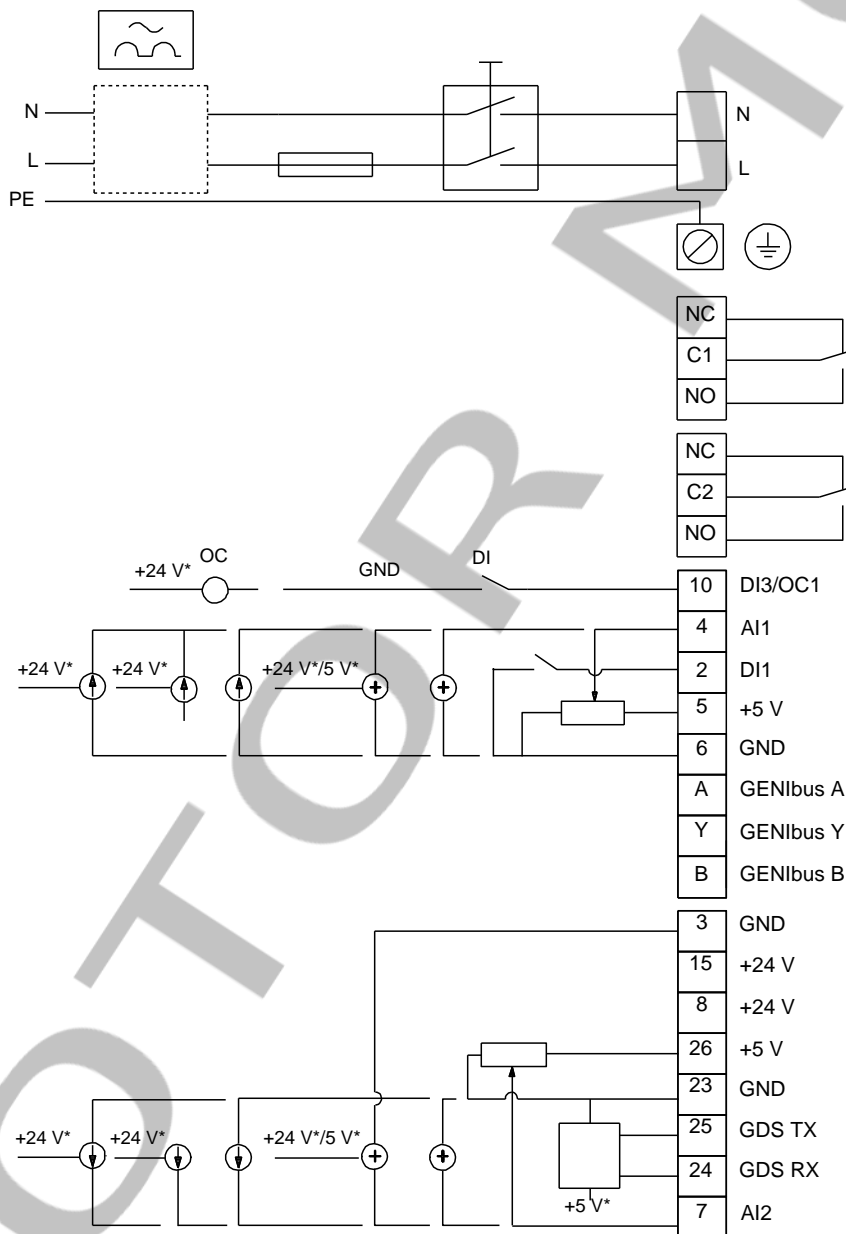 N
N
L
L
PE
NC
C1
NO
NC
C2
NO
+24 V* OC GND DI 10 DI3/OC1
4 AI1
+24 V* +24 V* +24 V*/5 V* 2 DI1
5 +5 V
6 GND
A GENIbus A
Y GENIbus Y
B GENIbus B
3 GND
15 +24 V
8 +24 V
26 +5 V
23 GND
25 GDS TX
+24 V* +24 V* +24 V*/5 V*
24 GDS RX
+5 V*
7 AI2
OTOR M